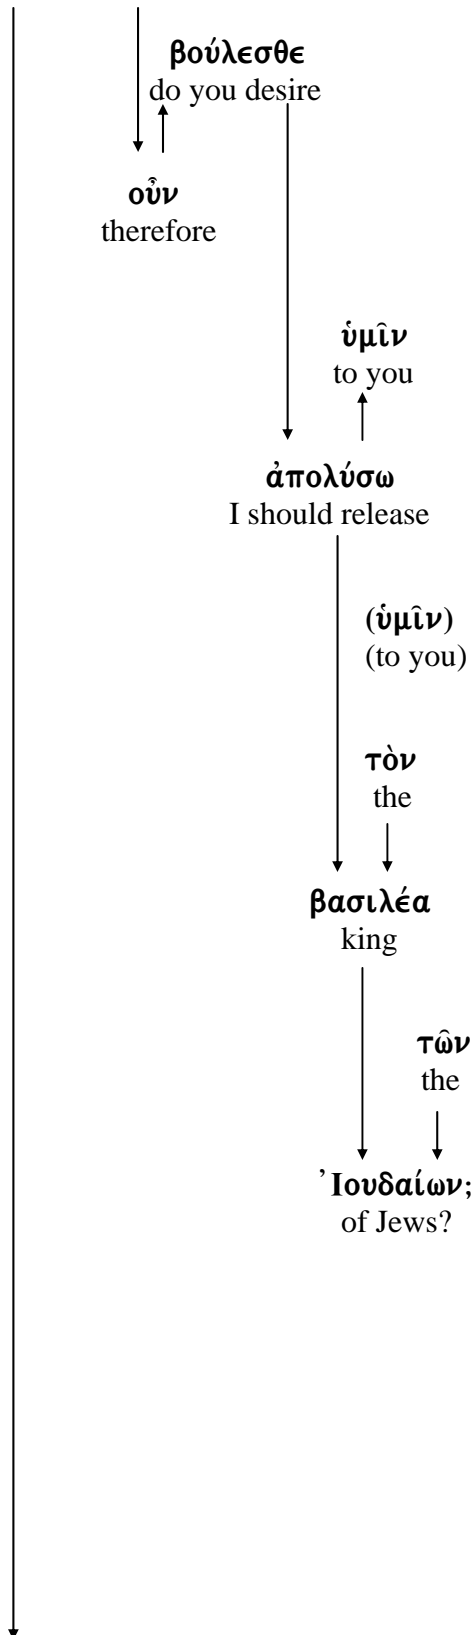 βούλεσθε
do you desire
οὖν
therefore
ὑμῖν
to you
ἀπολύσω
I should release
(ὑμῖν)
(to you)
τὸν
the
βασιλέα
king
τῶν
the
Ἰουδαίων;
of Jews?